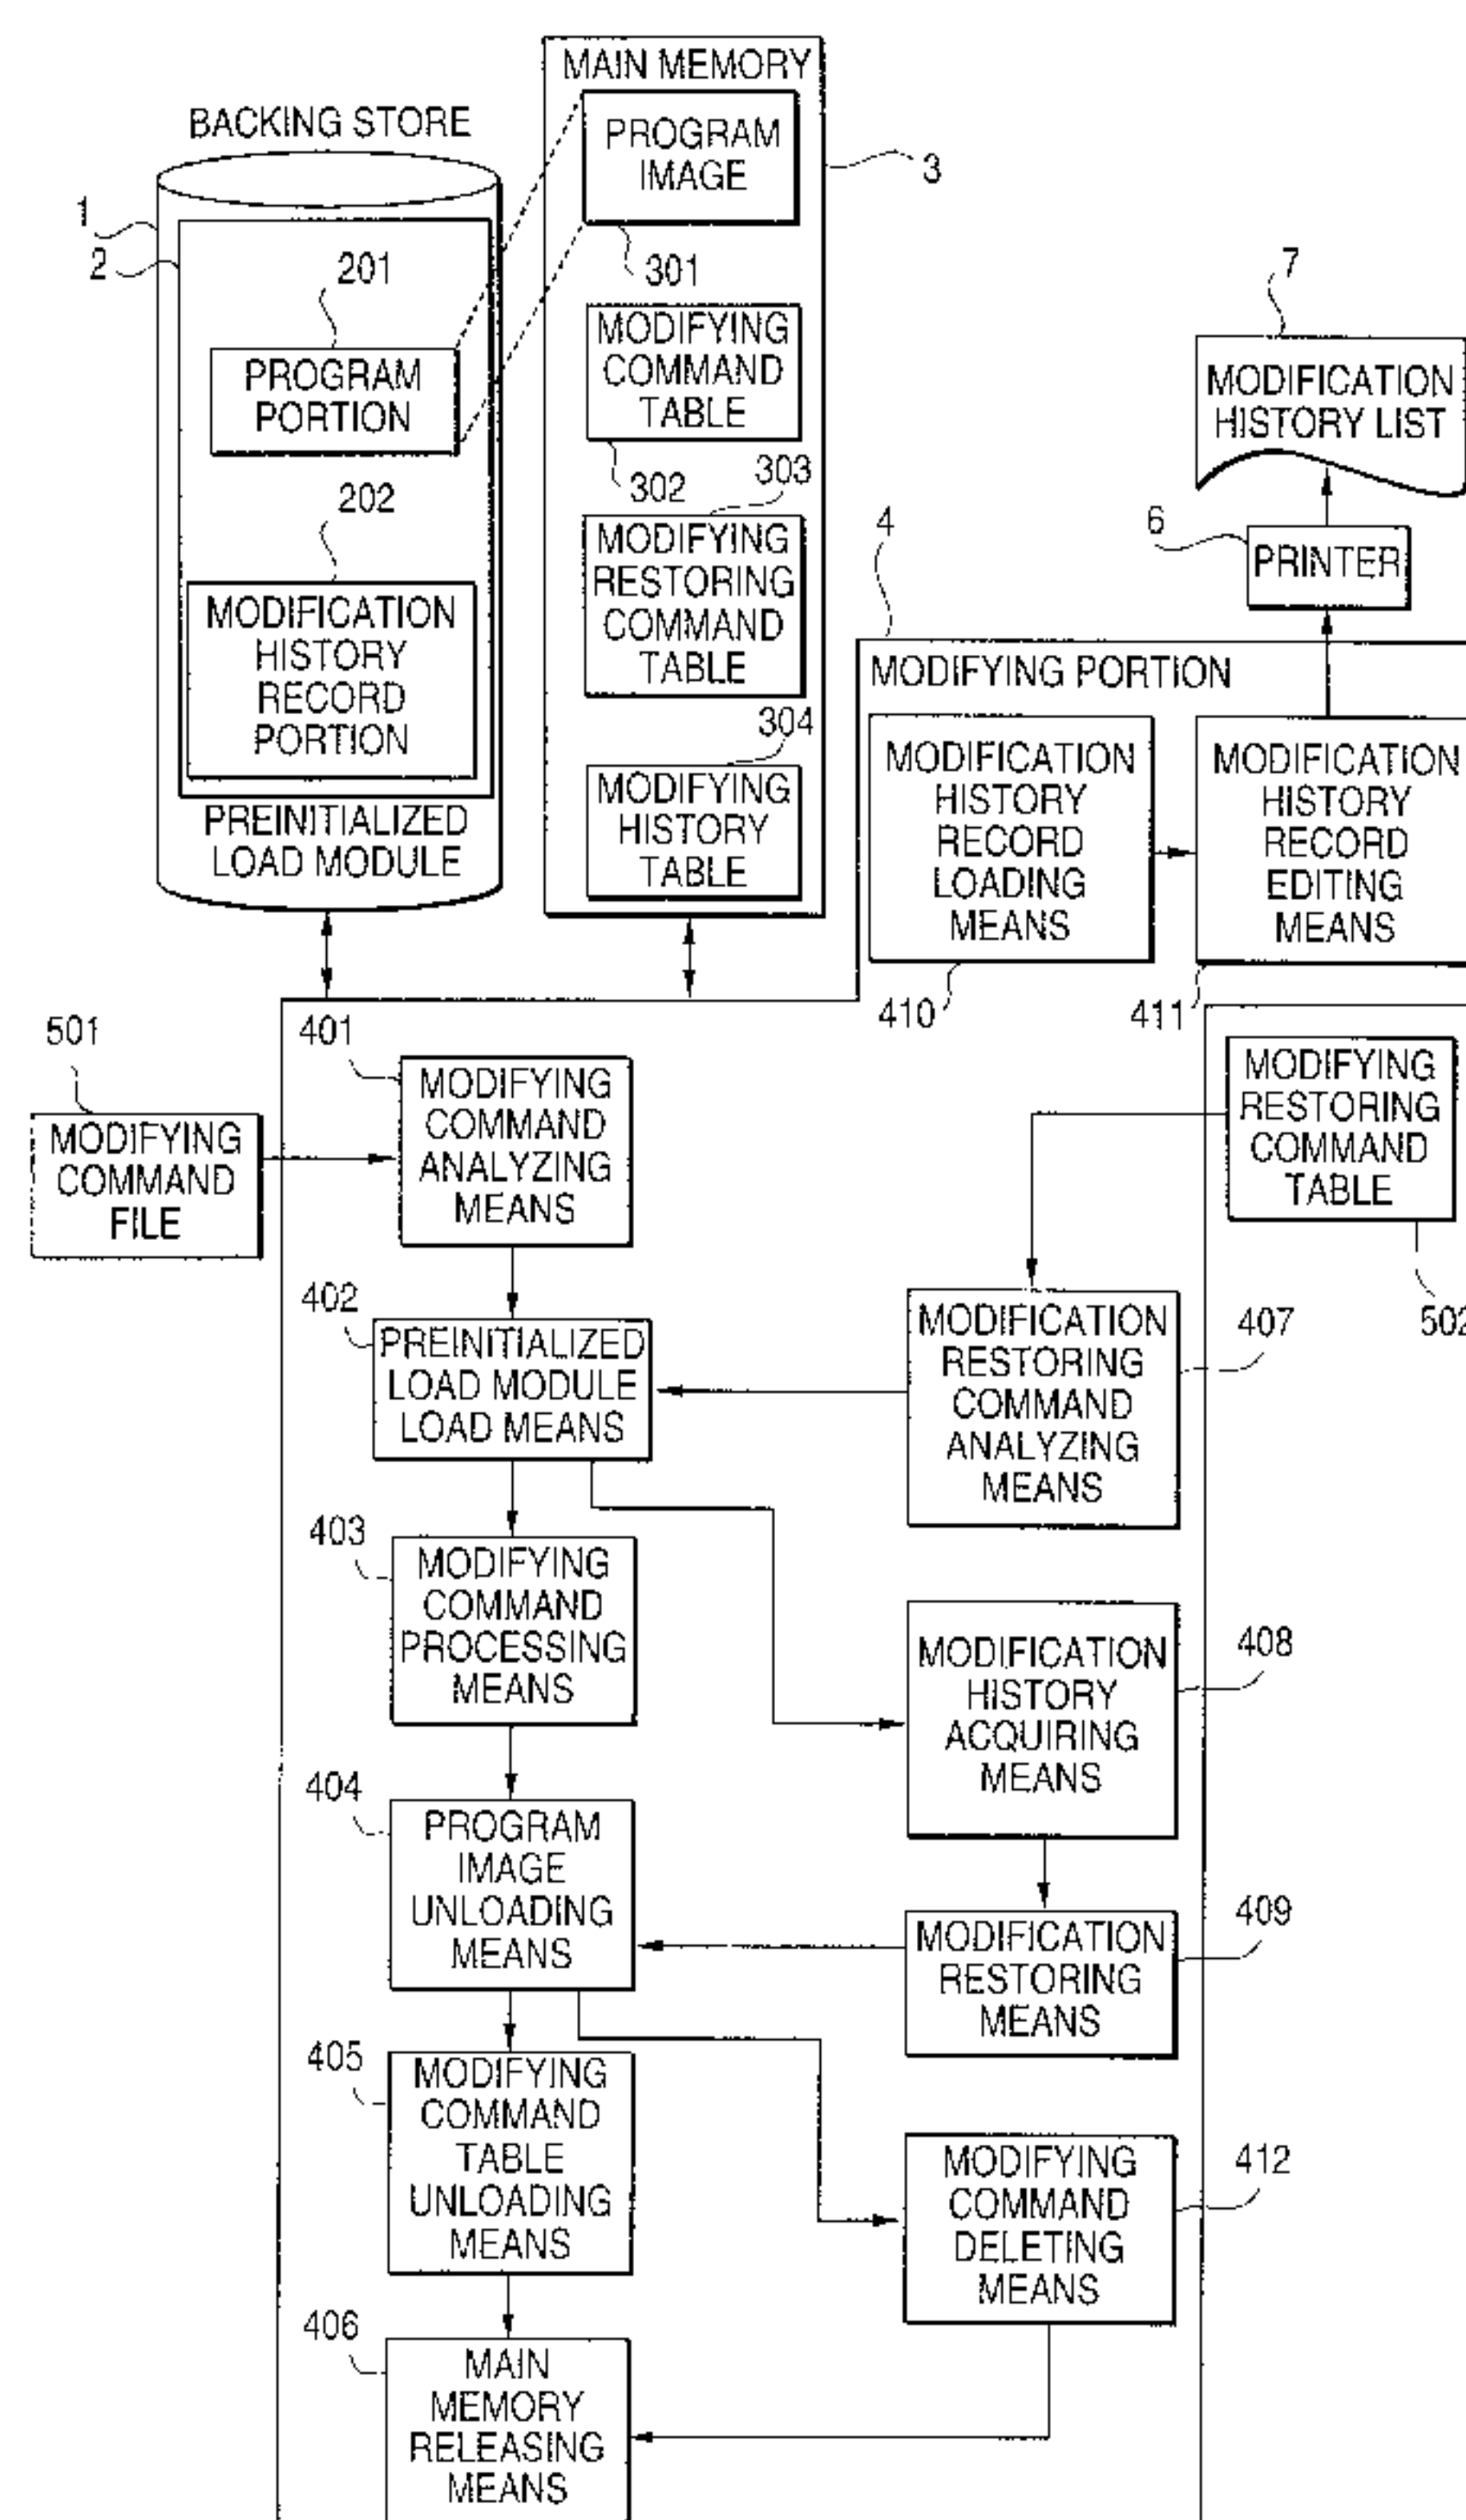 BACKING STORE
1
2
201
PROGRAM
PORTION
202
MODIFICATION
HISTORY
RECORD
PORTION
PREINITIALIZED
LOAD MODULE
MAIN MEMORY
3
PROGRAM
IMAGE
301
MODIFYING
COMMAND
TABLE
302
303
MODIFYING
RESTORING
COMMAND
TABLE
304
MODIFYING
HISTORY
TABLE
7
MODIFICATION
HISTORY LIST
6
PRINTER
4
MODIFYING PORTION
MODIFICATION
HISTORY
RECORD
LOADING
MEANS
410
MODIFICATION
HISTORY
RECORD
EDITING
MEANS
411
501
MODIFYING
COMMAND
FILE
401
MODIFYING
COMMAND
ANALYZING
MEANS
MODIFYING
RESTORING
COMMAND
TABLE
502
402
PREINITIALIZED
LOAD MODULE
LOAD MEANS
MODIFICATION
RESTORING
COMMAND
ANALYZING
MEANS
407
403
MODIFYING
COMMAND
PROCESSING
MEANS
MODIFICATION
HISTORY
ACQUIRING
MEANS
408
404
PROGRAM
IMAGE
UNLOADING
MEANS
MODIFICATION
RESTORING
MEANS
409
405
MODIFYING
COMMAND
TABLE
UNLOADING
MEANS
MODIFYING
COMMAND
DELETING
MEANS
412
406
MAIN
MEMORY
RELEASING
MEANS